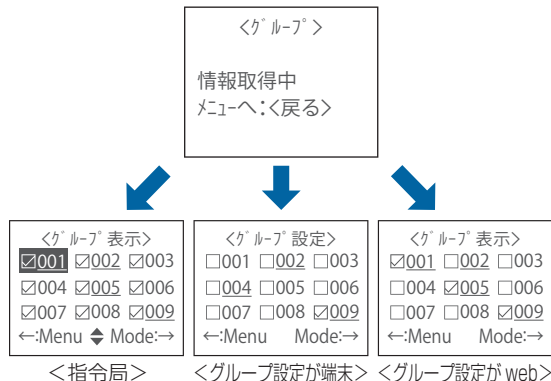 <ｸﾞﾙｰﾌﾟ>
情報取得中
ﾒﾆｭｰへ:<戻る>
<ｸﾞﾙｰﾌﾟ表示>
☑001 ☑002 ☑003
☑004 ☑005 ☑006
☑007 ☑008 ☑009
←:Menu ◆ Mode:→
＜指令局＞
<ｸﾞﾙｰﾌﾟ設定>
□001 □002 □003
□004 □005 □006
□007 □008 ☑009
←:Menu Mode:→
＜グループ設定が端末＞
<ｸﾞﾙｰﾌﾟ表示>
☑001 □002 □003
□004 ☑005 □006
□007 □008 ☑009
←:Menu Mode:→
＜グループ設定が web＞